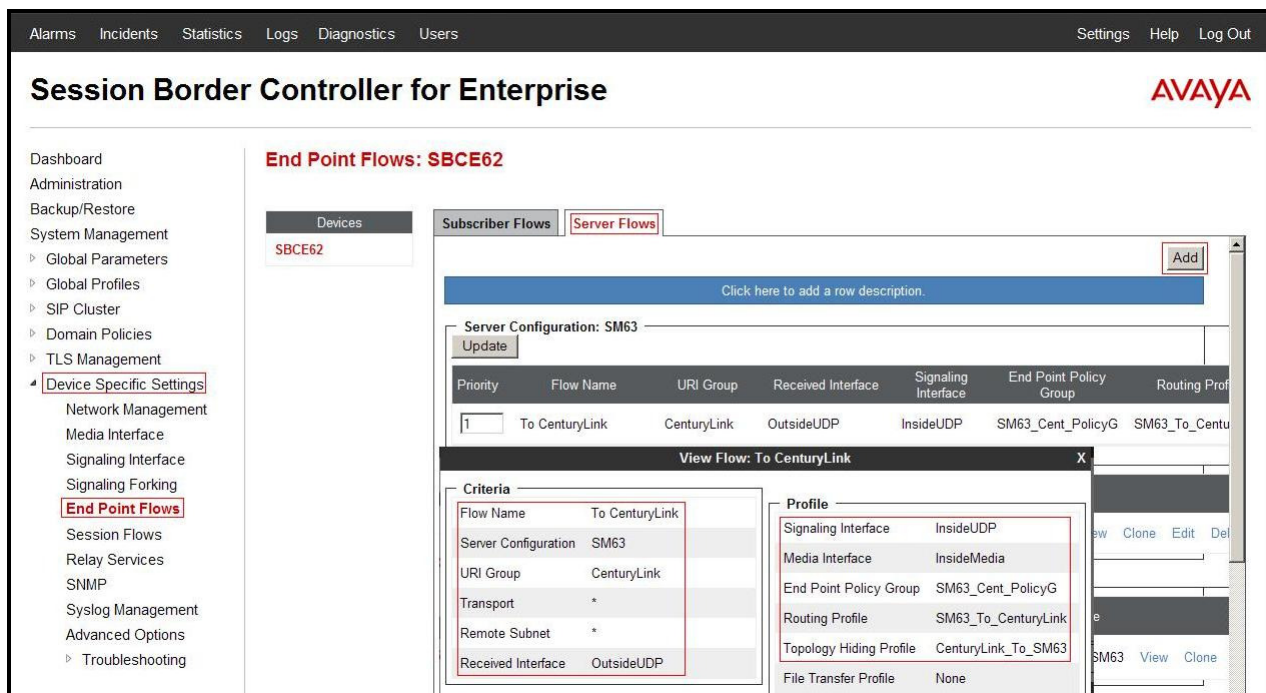 Alarms Incidents Statistics Logs Diagnostics Users Settings Help Log Out
Session Border Controller for Enterprise
AVAYA
Dashboard
Administration
Backup/Restore
System Management
Global Parameters
Global Profiles
SIP Cluster
Domain Policies
TLS Management
Device Specific Settings
Network Management
Media Interface
Signaling Interface
Signaling Forking
End Point Flows
Session Flows
Relay Services
SNMP
Syslog Management
Advanced Options
Troubleshooting
End Point Flows: SBCE62
Devices
SBCE62
Subscriber Flows Server Flows
Add
Click here to add a row description.
Server Configuration: SM63
Update
Priority Flow Name URI Group Received Interface Signaling Interface End Point Policy Group Routing Prof
1 To CenturyLink CenturyLink OutsideUDP InsideUDP SM63_Cent_PolicyG SM63_To_Centu
View Flow: To CenturyLink X
Criteria
Flow Name To CenturyLink
Server Configuration SM63
URI Group CenturyLink
Transport *
Remote Subnet *
Received Interface OutsideUDP
Profile
Signaling Interface InsideUDP
Media Interface InsideMedia
End Point Policy Group SM63_Cent_PolicyG
Routing Profile SM63_To_CenturyLink
Topology Hiding Profile CenturyLink_To_SM63
File Transfer Profile None
ew Clone Edit Del
e
SM63 View Clone